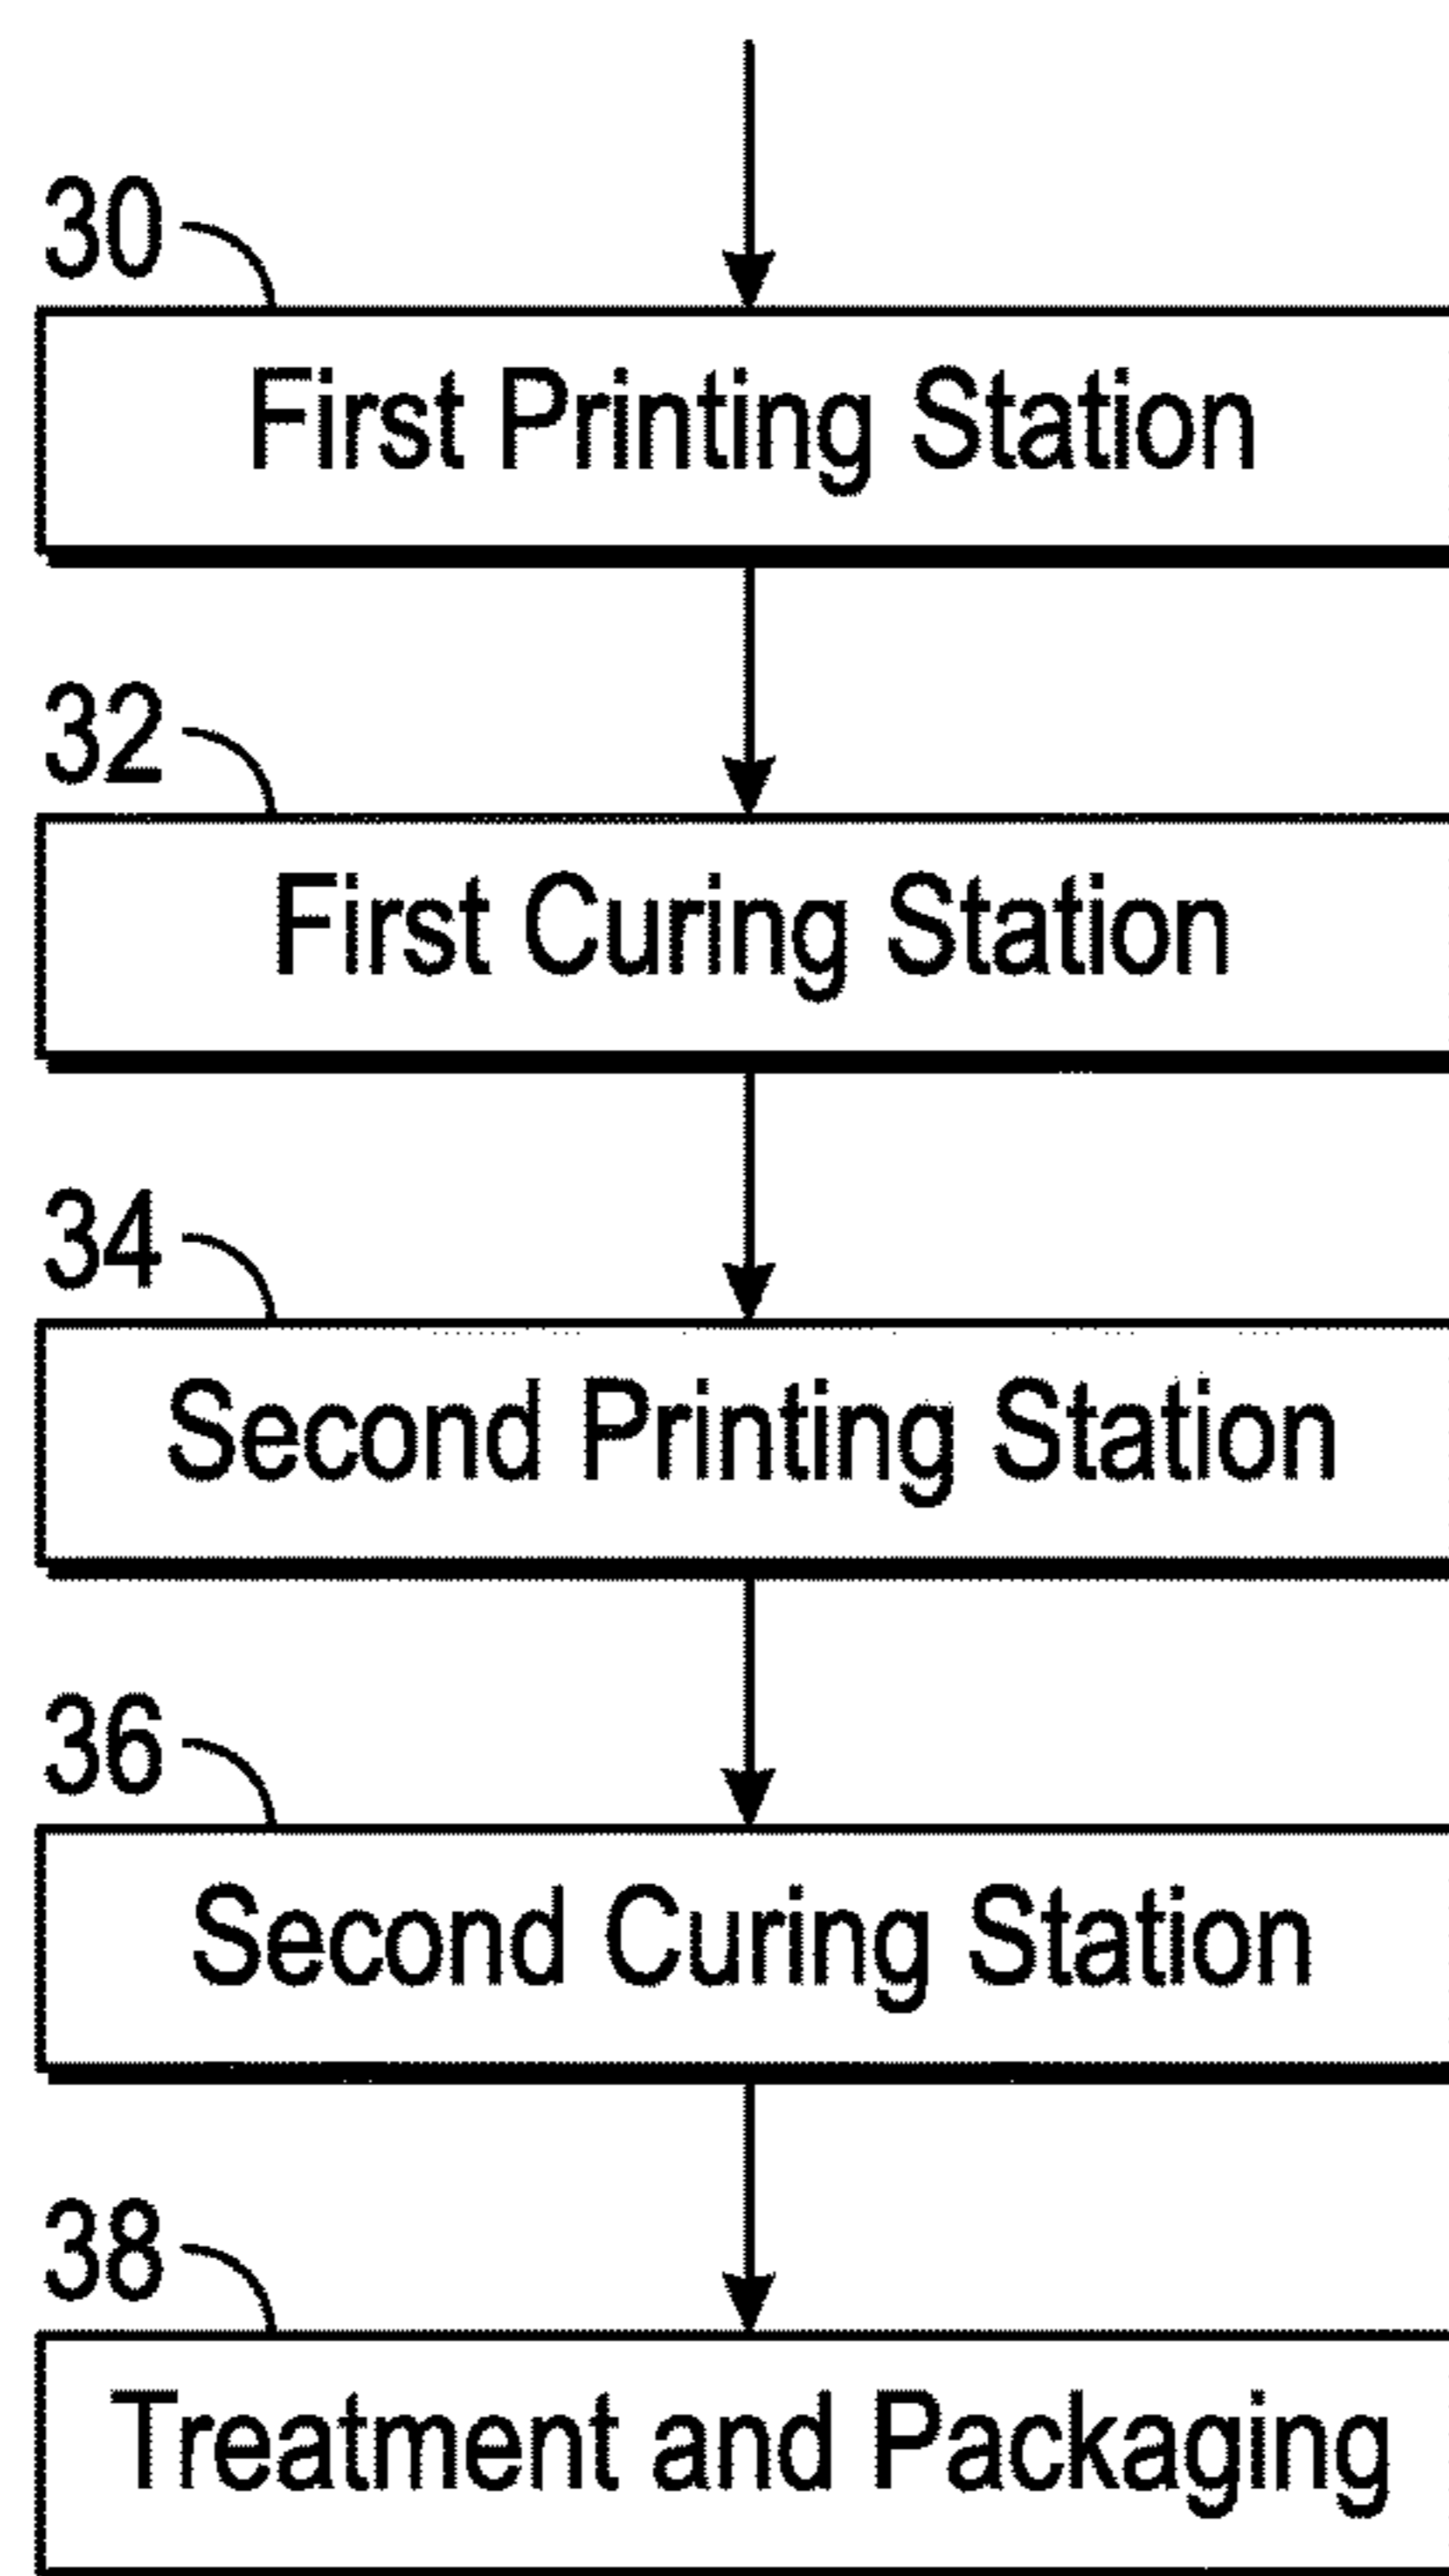 30
First Printing Station
32
First Curing Station
34
Second Printing Station
36
Second Curing Station
38
Treatment and Packaging